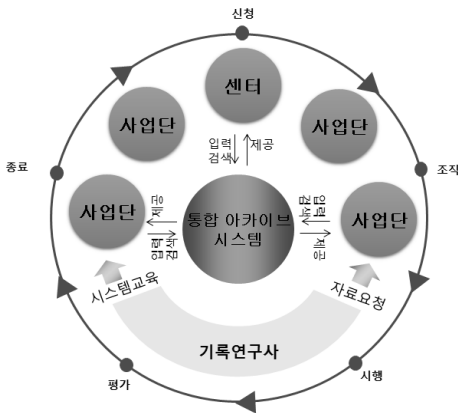 신청
센터
사업단
사업단
입력
검색
제공
종료
조직
사업단
제공
입력
검색
통합 아카이브
시스템
입력
검색
제공
사업단
시스템교육
자료요청
기록연구사
평가
시행